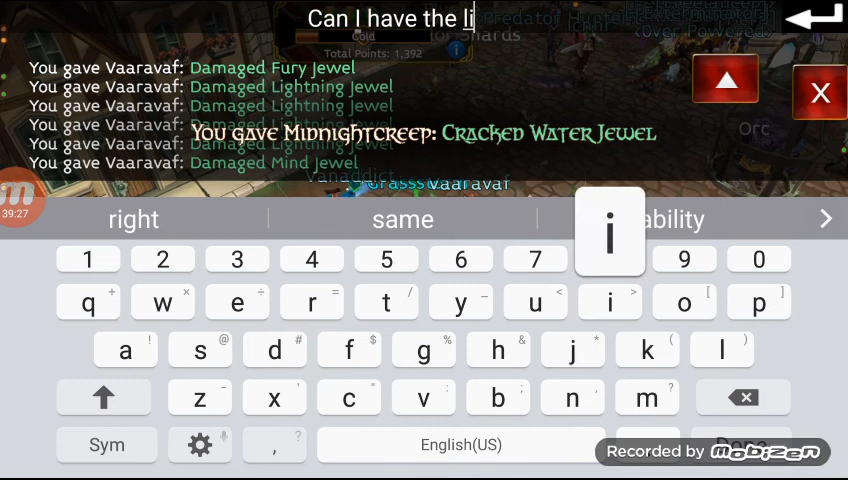 Can I have the li
Gold
Total Points: 1,392
You gave Vaaravaf: Damaged Fury Jewel
You gave Vaaravaf: Damaged Lightning Jewel
You gave Vaaravaf: Damaged Lightning Jewel
You gave Vaaravaf:
You gave Midnightcreep: Cracked Water Jewel
You gave Vaaravaf: Damaged Lightning Jewel
You gave Vaaravaf: Damaged Mind Jewel
Vaaravaf
X
Orc
39:27
right same ability
i
1 2 3 4 5 6 7 9 0
q w e r t y u i o p
a s d f g h j k l
z x c v b n m
Sym , English(US) Done
Recorded by mobizen